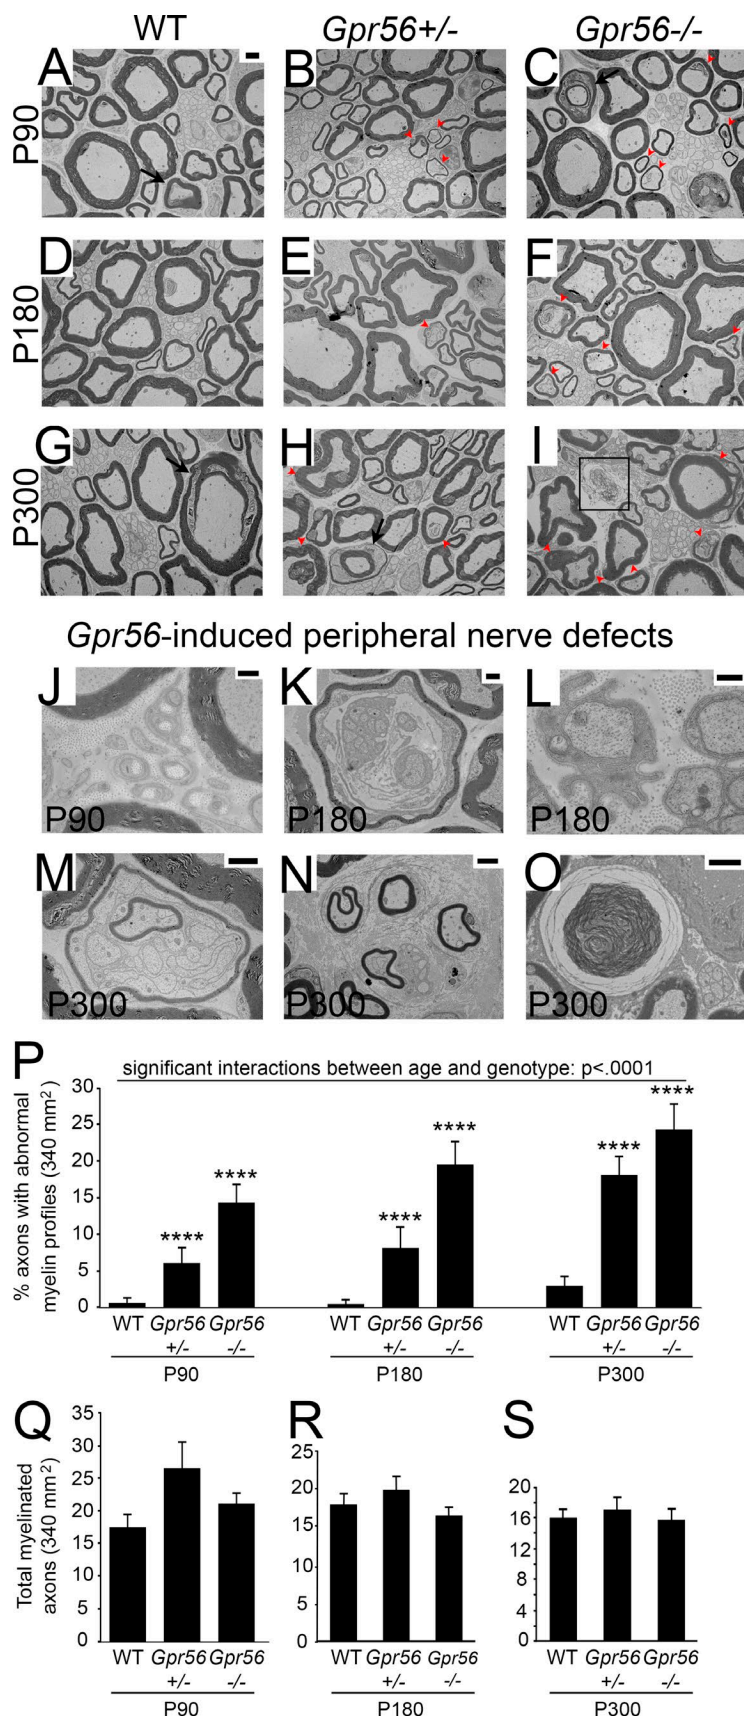 WT Gpr56+/- Gpr56-/-
P90
A B C
P180
D E F
P300
G H I
Gpr56-induced peripheral nerve defects
J K L
P90 P180 P180
M N O
P300 P300 P300
P
significant interactions between age and genotype: p<.0001
% axons with abnormal
myelin profiles (340 mm²)
30
25
20
15
10
5
0
**** **** **** **** **** ****
WT Gpr56 Gpr56 WT Gpr56 Gpr56 WT Gpr56 Gpr56
+/- -/- +/- -/- +/- -/-
P90 P180 P300
Q
Total myelinated
axons (340 mm²)
35
30
25
20
15
10
5
0
WT Gpr56 Gpr56
+/- -/-
P90
R
25
20
15
10
5
0
WT Gpr56 Gpr56
+/- -/-
P180
S
20
16
12
8
4
0
WT Gpr56 Gpr56
+/- -/-
P300